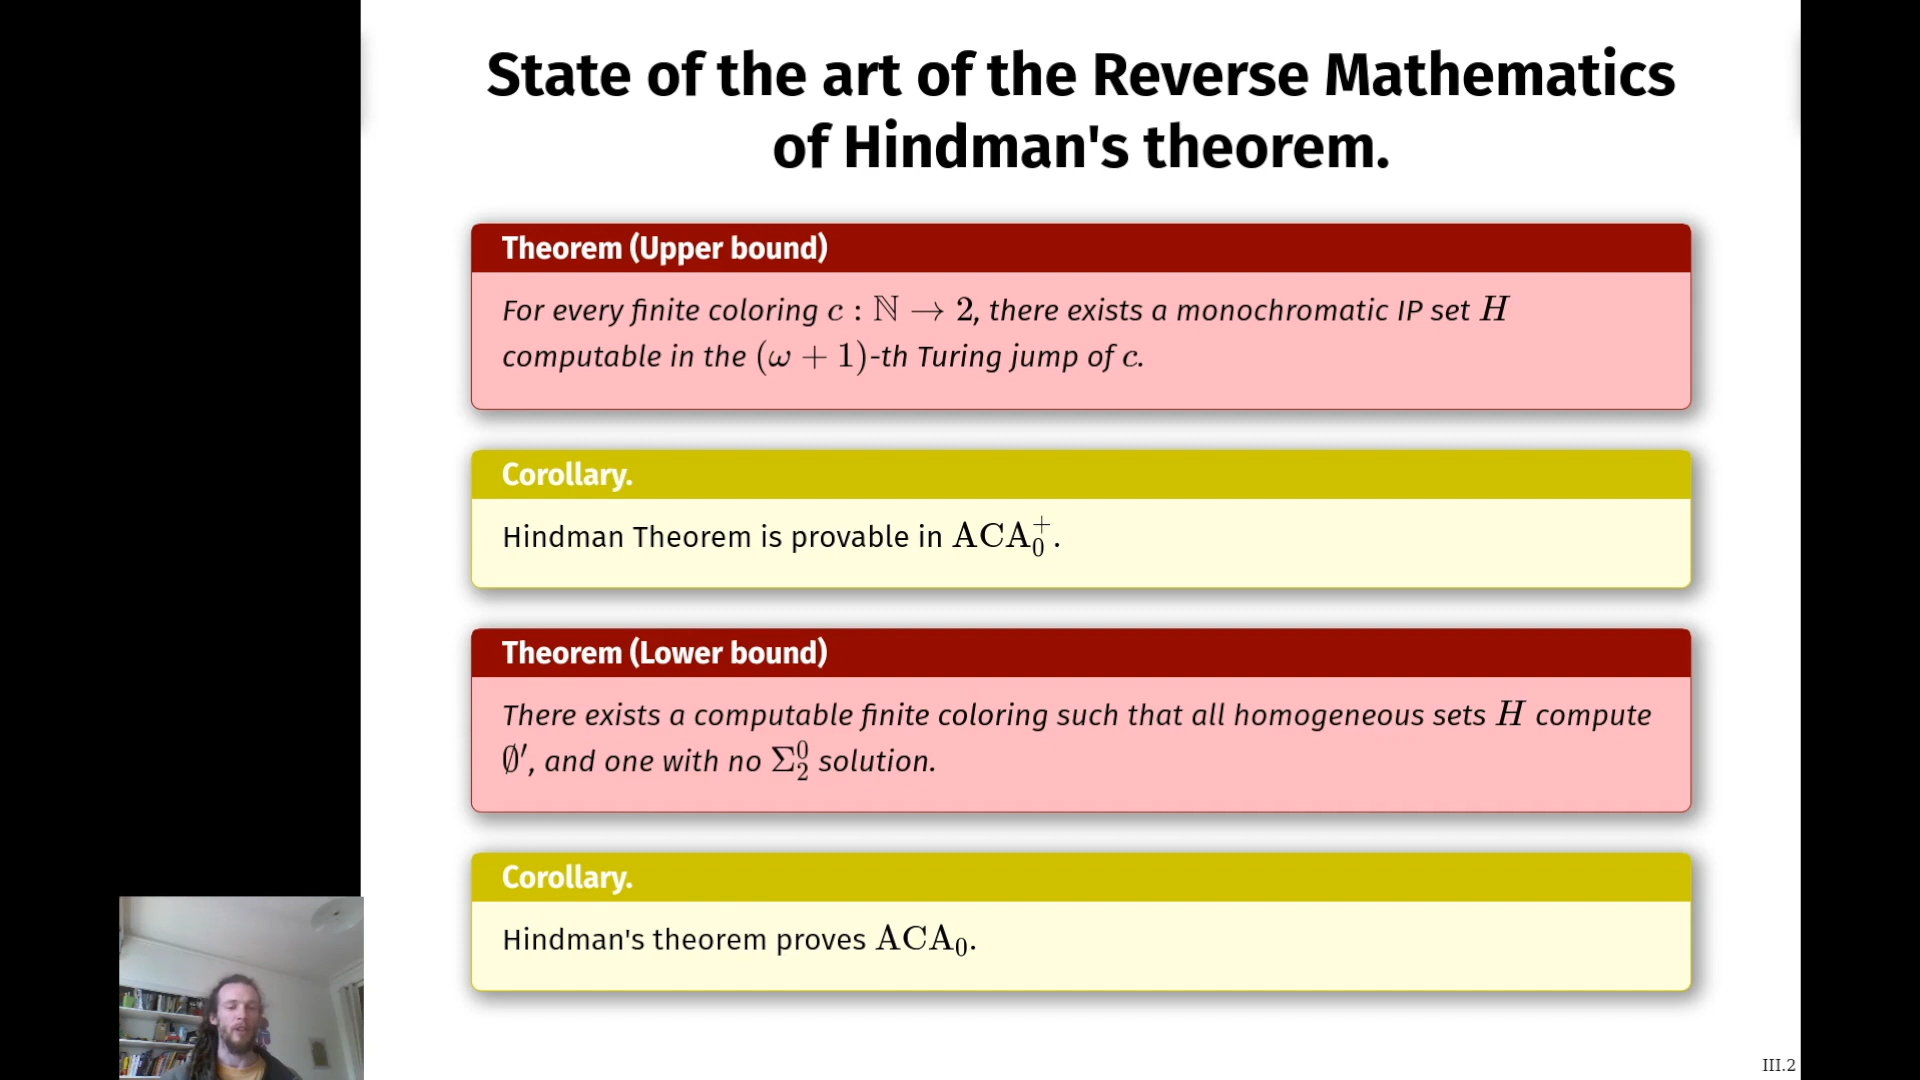 State of the art of the Reverse Mathematics
of Hindman's theorem.
Theorem (Upper bound)
For every finite coloring c : ℕ → 2, there exists a monochromatic IP set H
computable in the (ω + 1)-th Turing jump of c.
Corollary.
Hindman Theorem is provable in ACA₀⁺.
Theorem (Lower bound)
There exists a computable finite coloring such that all homogeneous sets H compute
∅′, and one with no Σ₂⁰ solution.
Corollary.
Hindman's theorem proves ACA₀.
III.2